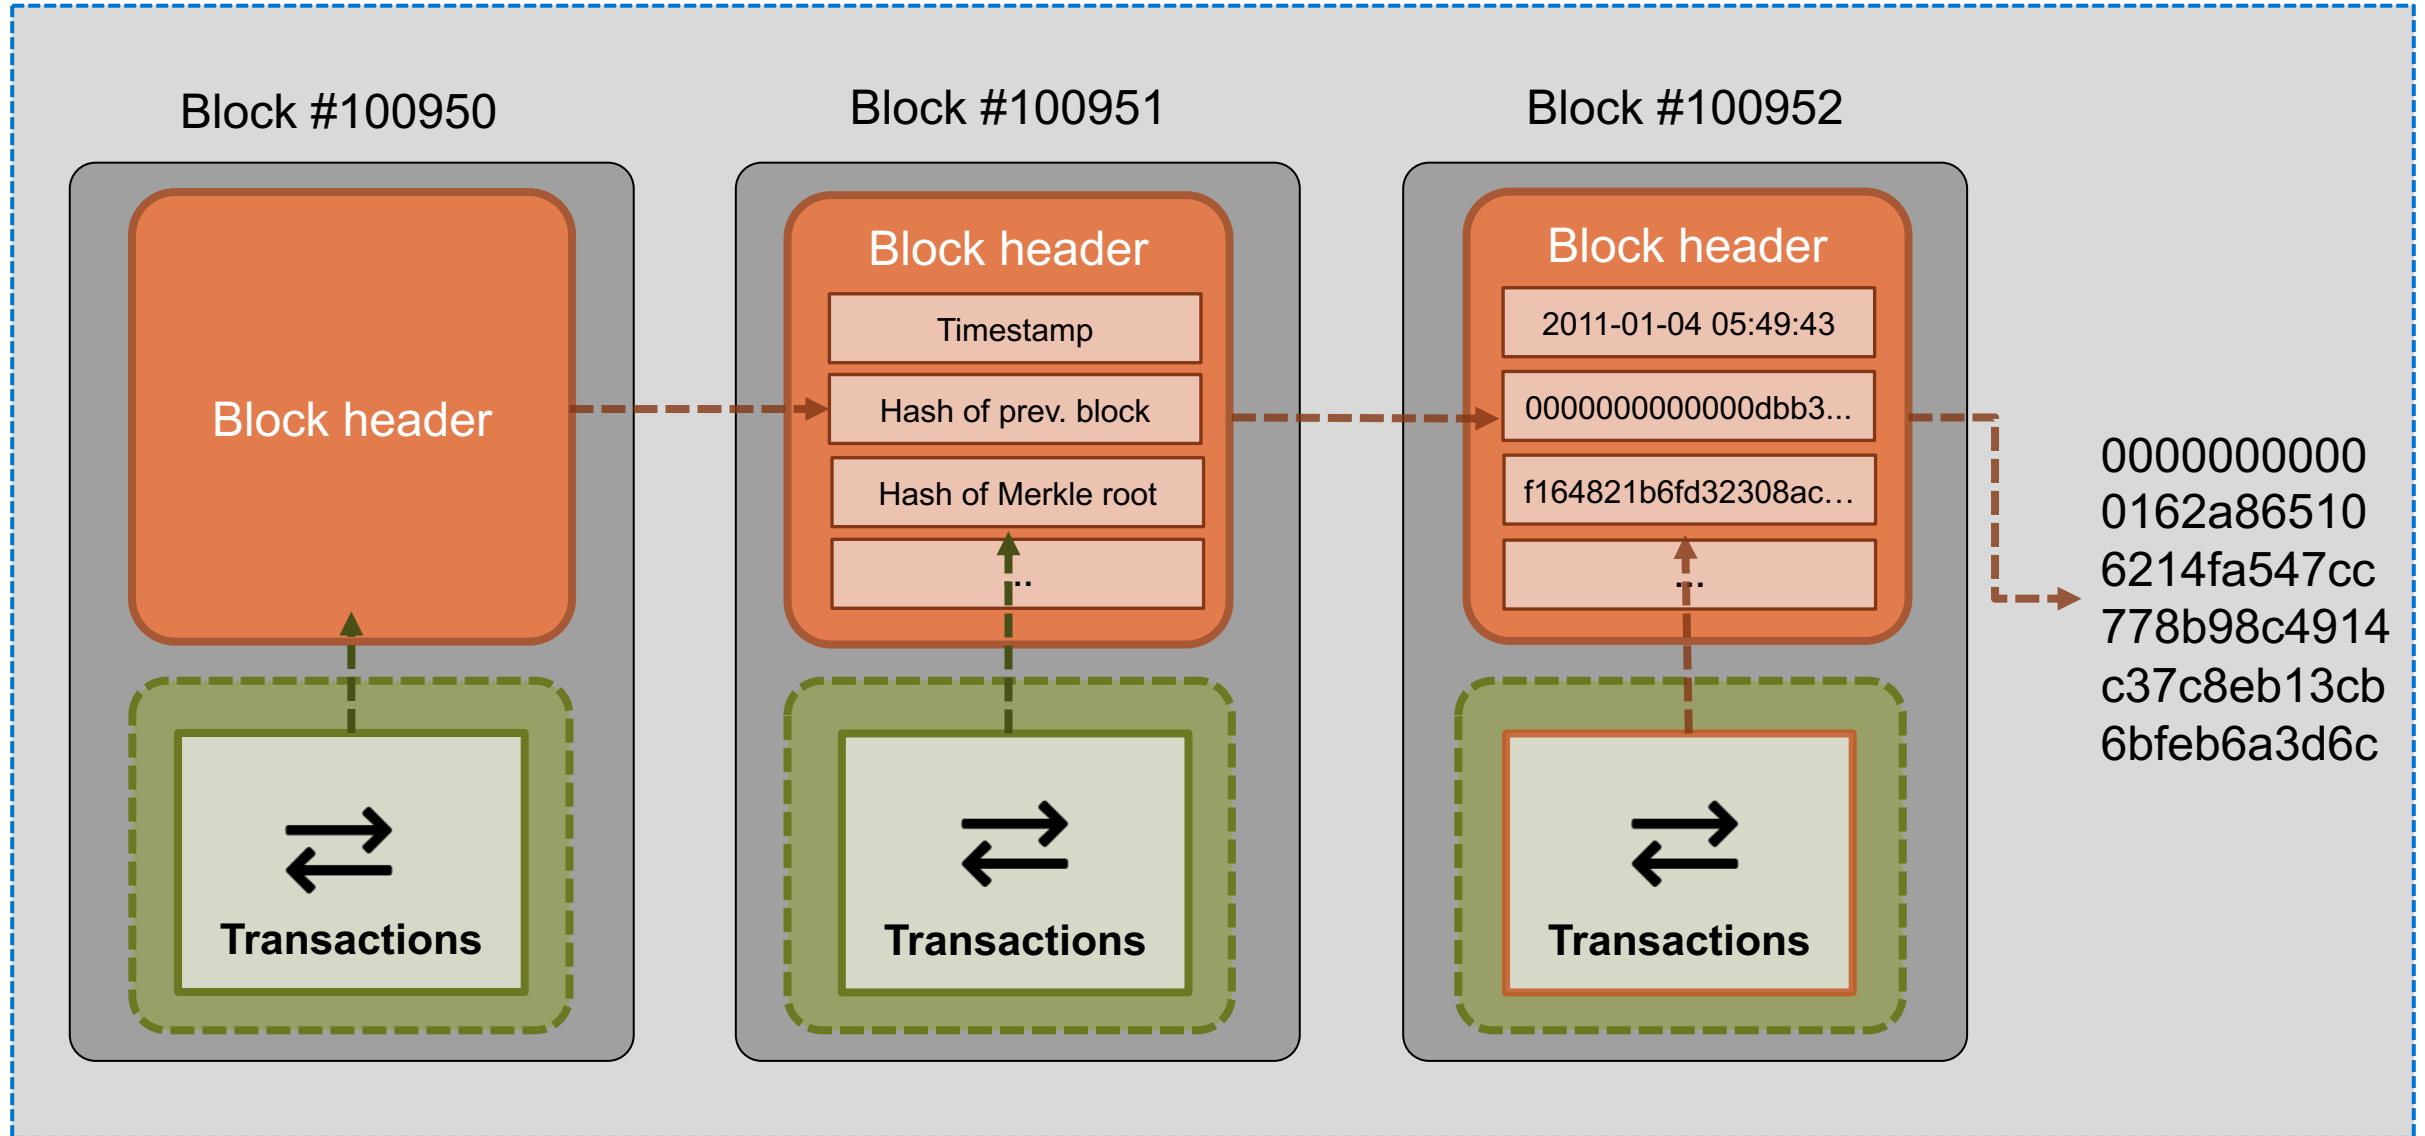 Block #100950
Block header
Transactions
Block #100951
Block header
Timestamp
Hash of prev. block
Hash of Merkle root
...
Transactions
Block #100952
Block header
2011-01-04 05:49:43
0000000000000dbb3...
f164821b6fd32308ac...
...
Transactions
0000000000
0162a86510
6214fa547cc
778b98c4914
c37c8eb13cb
6bfeb6a3d6c